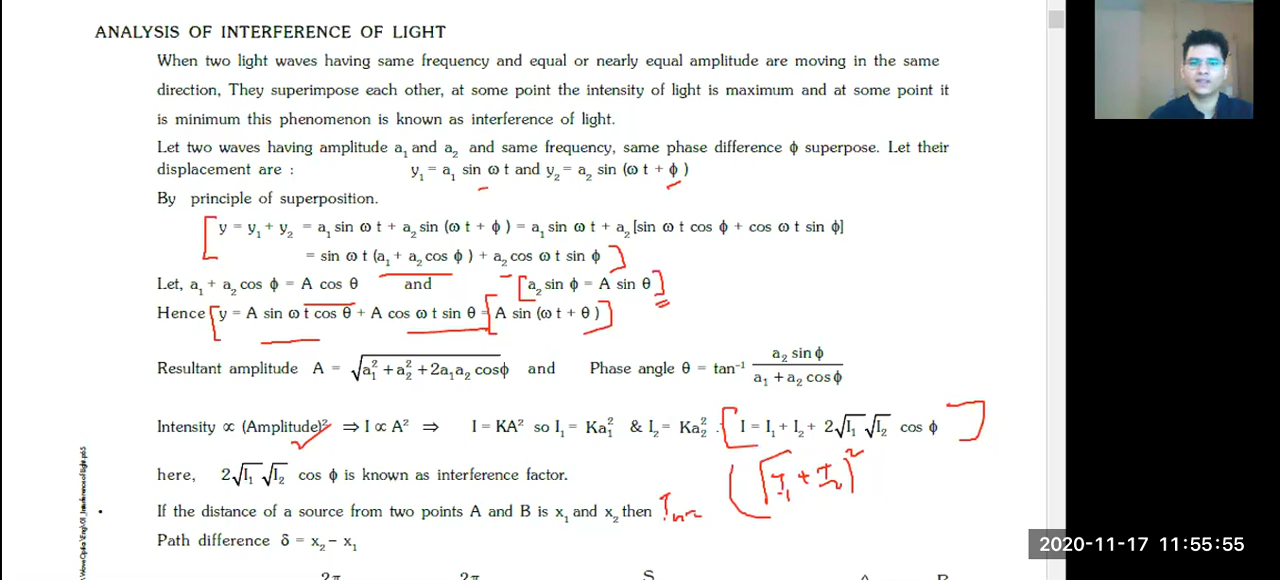 ANALYSIS OF INTERFERENCE OF LIGHT
When two light waves having same frequency and equal or nearly equal amplitude are moving in the same
direction, They superimpose each other, at some point the intensity of light is maximum and at some point it
is minimum this phenomenon is known as interference of light.
Let two waves having amplitude a₁ and a₂ and same frequency, same phase difference ϕ superpose. Let their
displacement are : y₁ = a₁ sin ω t and y₂ = a₂ sin (ω t + ϕ)
By principle of superposition.
y = y₁ + y₂ = a₁ sin ω t + a₂ sin (ω t + ϕ ) = a₁ sin ω t + a₂ [sin ω t cos ϕ + cos ω t sin ϕ]
= sin ω t (a₁ + a₂ cos ϕ ) + a₂ cos ω t sin ϕ
Let, a₁ + a₂ cos ϕ = A cos θ and a₂ sin ϕ = A sin θ
Hence y = A sin ω t cos θ + A cos ω t sin θ = A sin (ω t + θ )
Resultant amplitude A = √(a₁² + a₂² + 2a₁a₂ cosϕ) and Phase angle θ = tan⁻¹ (a₂ sin ϕ)/(a₁ + a₂ cos ϕ)
Intensity ∝ (Amplitude)² ⇒ I ∝ A² ⇒ I = KA² so I₁ = Ka₁² & I₂ = Ka₂² . I = I₁ + I₂ + 2√I₁ √I₂ cos ϕ
here, 2√I₁ √I₂ cos ϕ is known as interference factor.
(√I₁ + I₂)²
• If the distance of a source from two points A and B is x₁ and x₂ then
Path difference δ = x₂ − x₁
2π 2π S A B
2020-11-17 11:55:55